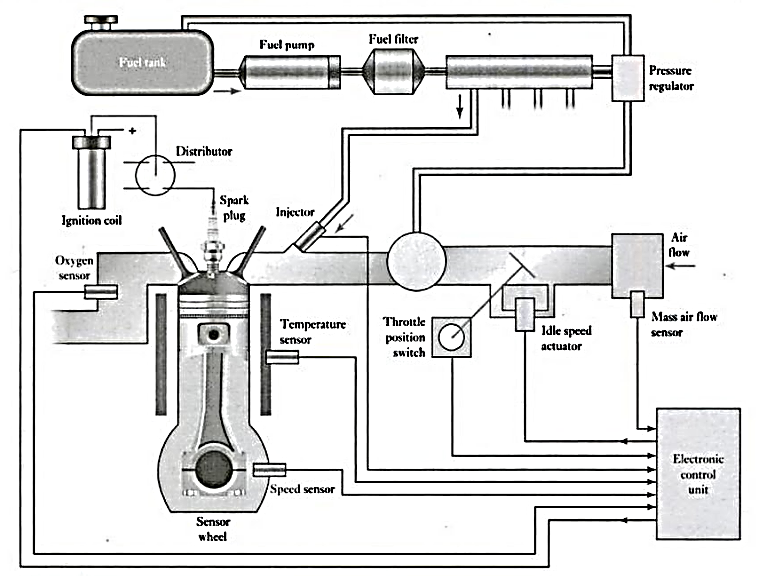 Fuel tank
Fuel pump
Fuel filter
Pressure
regulator
+
Distributor
Ignition coil
Spark
plug
Injector
Oxygen
sensor
Air
flow
Temperature
sensor
Throttle
position
switch
Idle speed
actuator
Mass air flow
sensor
Electronic
control
unit
Speed sensor
Sensor
wheel